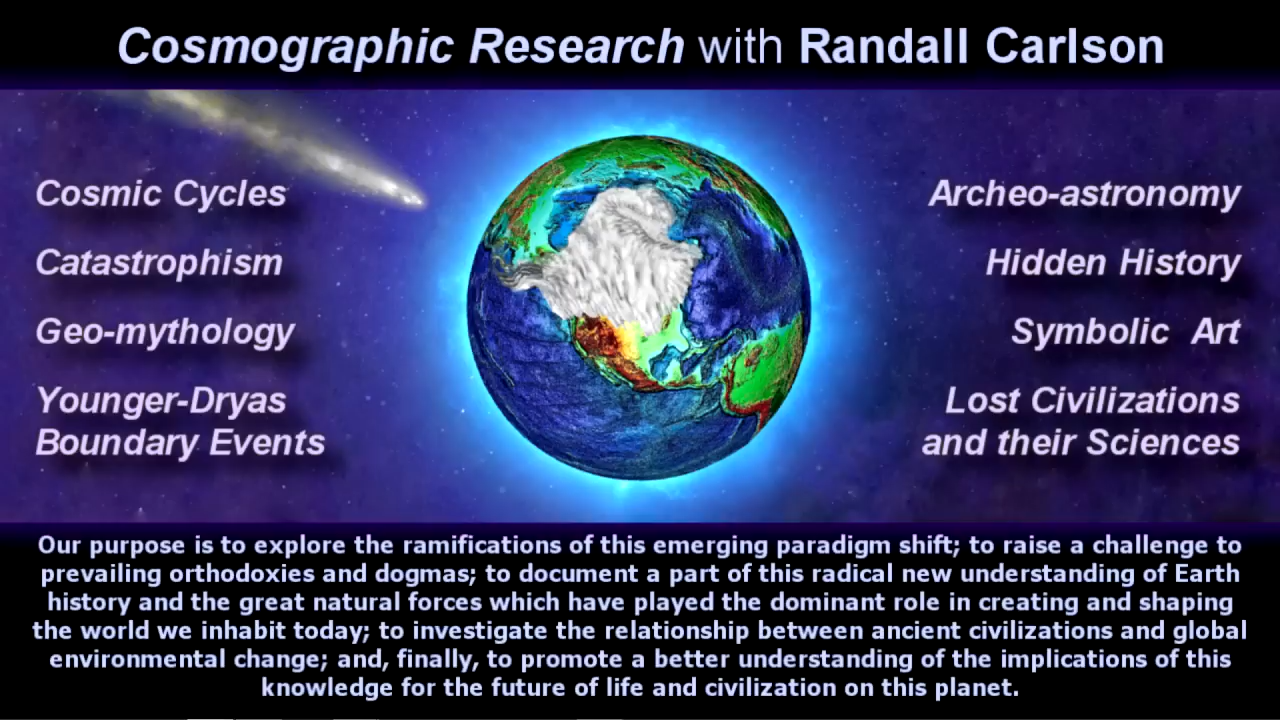 Cosmographic Research with Randall Carlson
Cosmic Cycles
Catastrophism
Geo-mythology
Younger-Dryas
Boundary Events
Archeo-astronomy
Hidden History
Symbolic Art
Lost Civilizations
and their Sciences
Our purpose is to explore the ramifications of this emerging paradigm shift; to raise a challenge to
prevailing orthodoxies and dogmas; to document a part of this radical new understanding of Earth
history and the great natural forces which have played the dominant role in creating and shaping
the world we inhabit today; to investigate the relationship between ancient civilizations and global
environmental change; and, finally, to promote a better understanding of the implications of this
knowledge for the future of life and civilization on this planet.